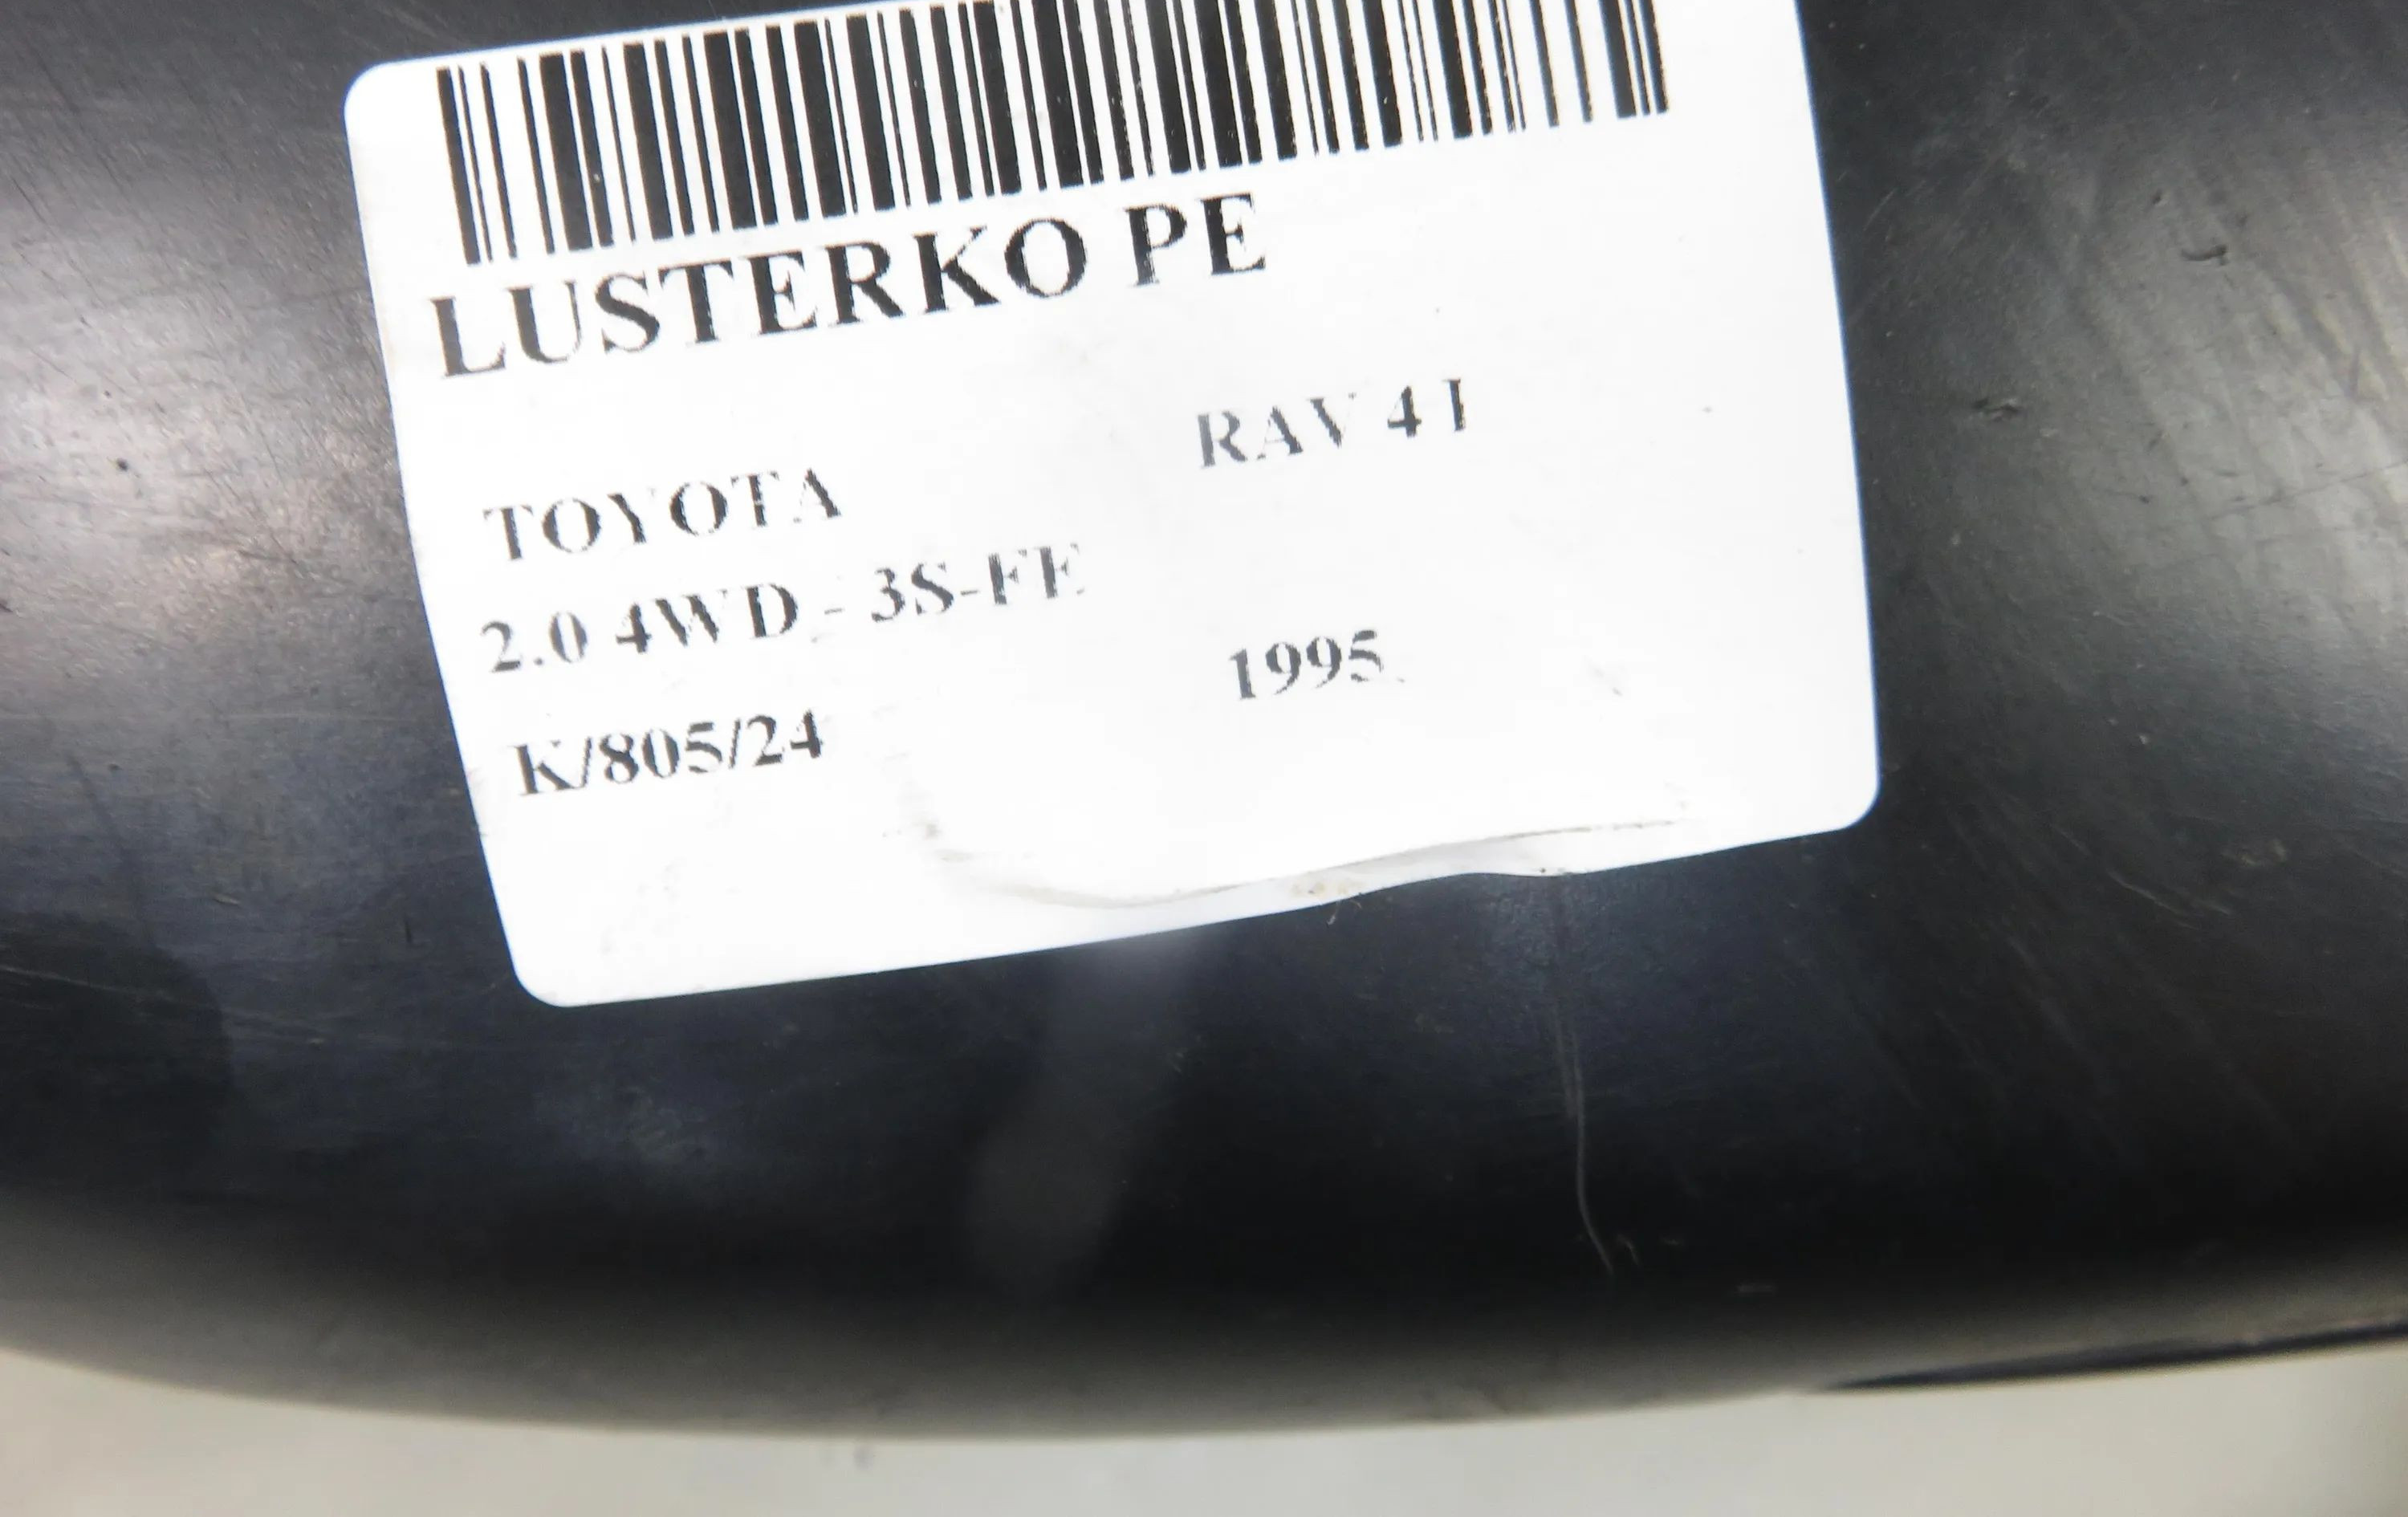 LUSTERKO PE
TOYOTA RAV 4 I
2.0 4WD - 3S-FE
K/805/24 1995